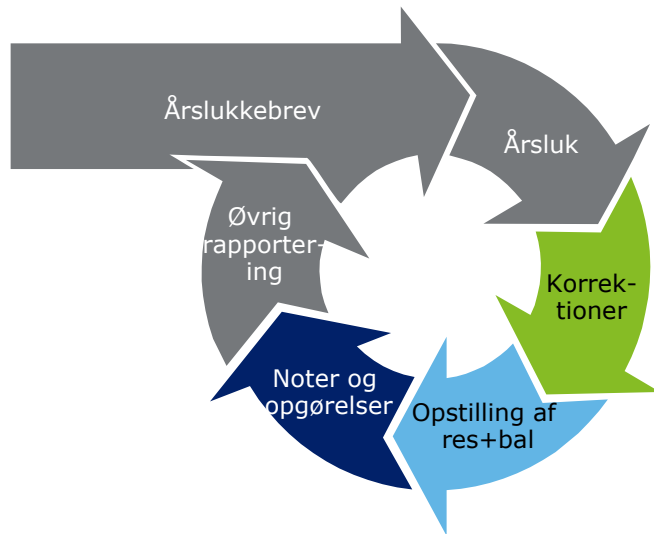 Årslukkebrev
Årsluk
Korrek-
tioner
Opstilling af
res+bal
Noter og
opgørelser
Øvrig
rapporter-
ing